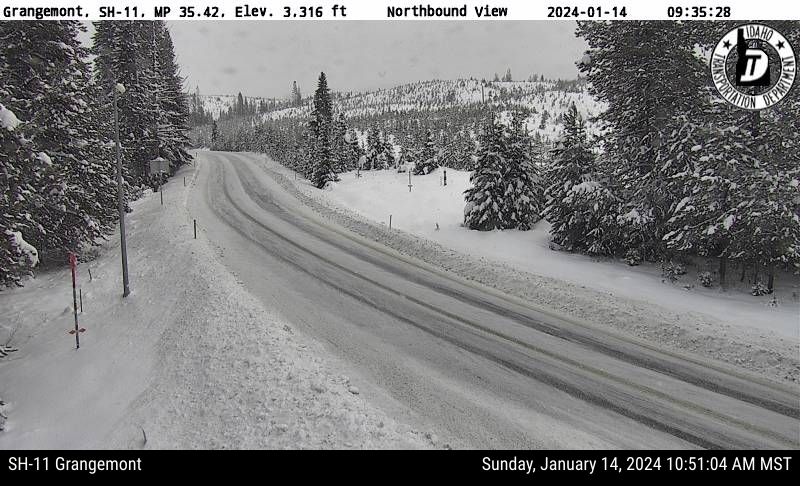 Grangemont, SH-11, MP 35.42, Elev. 3,316 ft Northbound View 2024-01-14 09:35:28
IDAHO
TRANSPORTATION DEPARTMENT
SH-11 Grangemont Sunday, January 14, 2024 10:51:04 AM MST